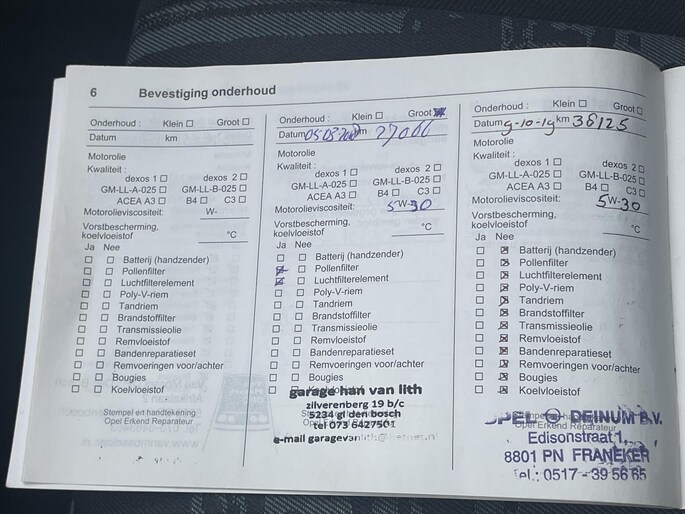 6 Bevestiging onderhoud
Onderhoud : Klein Groot
Datum km
Motorolie
Kwaliteit :
dexos 1 dexos 2
GM-LL-A-025 GM-LL-B-025
ACEA A3 B4 C3
Motorolieviscositeit: W-
Vorstbescherming,
koelvloeistof °C
Ja Nee
Batterij (handzender)
Pollenfilter
Luchtfilterelement
Poly-V-riem
Tandriem
Brandstoffilter
Transmissieolie
Remvloeistof
Bandenreparatieset
Remvoeringen voor/achter
Bougies
Koelvloeistof
Stempel en handtekening
Opel Erkend Reparateur
Onderhoud : Klein Groot
Datum km
Motorolie
Kwaliteit :
dexos 1 dexos 2
GM-LL-A-025 GM-LL-B-025
ACEA A3 B4 C3
Motorolieviscositeit: 5W-30
Vorstbescherming,
koelvloeistof °C
Ja Nee
Batterij (handzender)
Pollenfilter
Luchtfilterelement
Poly-V-riem
Tandriem
Brandstoffilter
Transmissieolie
Remvloeistof
Bandenreparatieset
Remvoeringen voor/achter
Bougies
garage han van lith
zilverenberg 19 b/c
5234 gl den bosch
tel 073 6427501
Onderhoud : Klein Groot
Datum 9-10-19 km 38125
Motorolie
Kwaliteit :
dexos 1 dexos 2
GM-LL-A-025 GM-LL-B-025
ACEA A3 B4 C3
Motorolieviscositeit: 5W-30
Vorstbescherming,
koelvloeistof °C
Ja Nee
Batterij (handzender)
Pollenfilter
Luchtfilterelement
Poly-V-riem
Tandriem
Brandstoffilter
Transmissieolie
Remvloeistof
Bandenreparatieset
Remvoeringen voor/achter
Bougies
Koelvloeistof
OPEL DEINUM B.V.
Edisonstraat 1,
8801 PN FRANEKER
Tel.: 0517 - 39 56 65